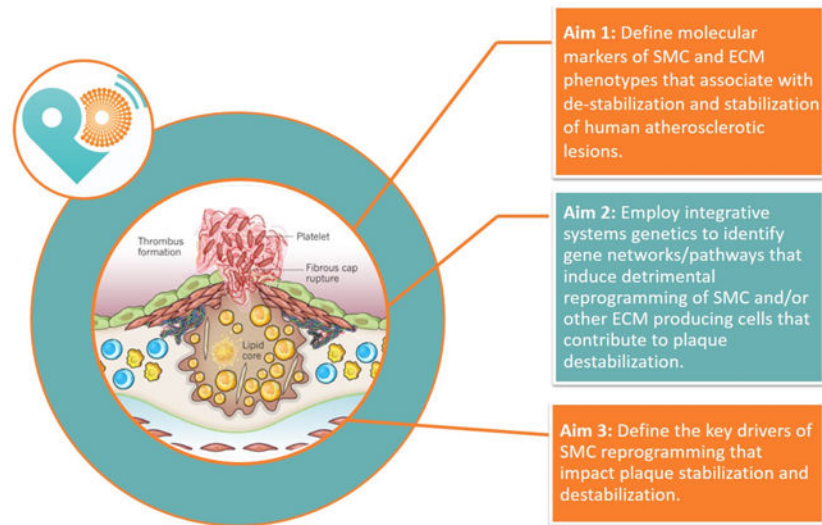 Aim 1: Define molecular
markers of SMC and ECM
phenotypes that associate with
de-stabilization and stabilization
of human atherosclerotic
lesions.
Thrombus
formation
Platelet
Fibrous cap
rupture
Lipid
core
Aim 2: Employ integrative
systems genetics to identify
gene networks/pathways that
induce detrimental
reprogramming of SMC and/or
other ECM producing cells that
contribute to plaque
destabilization.
Aim 3: Define the key drivers of
SMC reprogramming that
impact plaque stabilization and
destabilization.